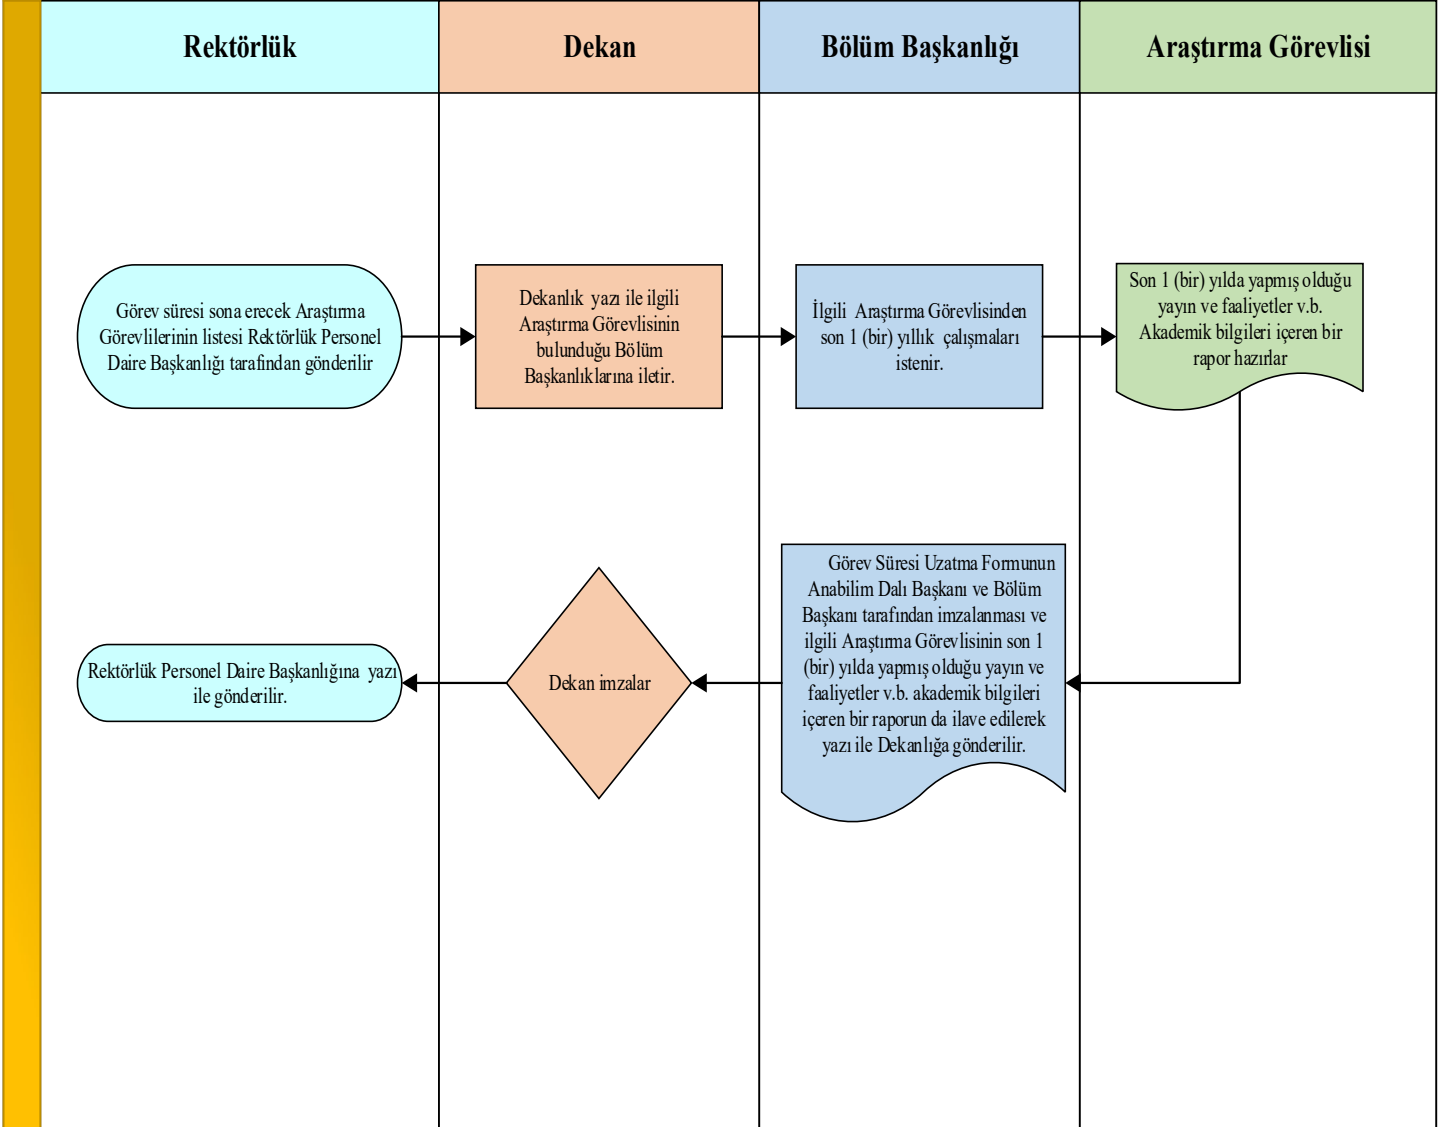 Rektörlük
Dekan
Bölüm Başkanlığı
Araştırma Görevlisi
Görev süresi sona erecek Araştırma
Görevlilerinin listesi Rektörlük Personel
Daire Başkanlığı tarafından gönderilir
Dekanlık yazı ile ilgili
Araştırma Görevlisinin
bulunduğu Bölüm
Başkanlıklarına iletir.
İlgili Araştırma Görevlisinden
son 1 (bir) yıllık çalışmaları
istenir.
Son 1 (bir) yılda yapmış olduğu
yayın ve faaliyetler v.b.
Akademik bilgileri içeren bir
rapor hazırlar
Görev Süresi Uzatma Formunun
Anabilim Dalı Başkanı ve Bölüm
Başkanı tarafından imzalanması ve
ilgili Araştırma Görevlisinin son 1
(bir) yılda yapmış olduğu yayın ve
faaliyetler v.b. akademik bilgileri
içeren bir raporun da ilave edilerek
yazı ile Dekanlığa gönderilir.
Dekan imzalar
Rektörlük Personel Daire Başkanlığına yazı
ile gönderilir.